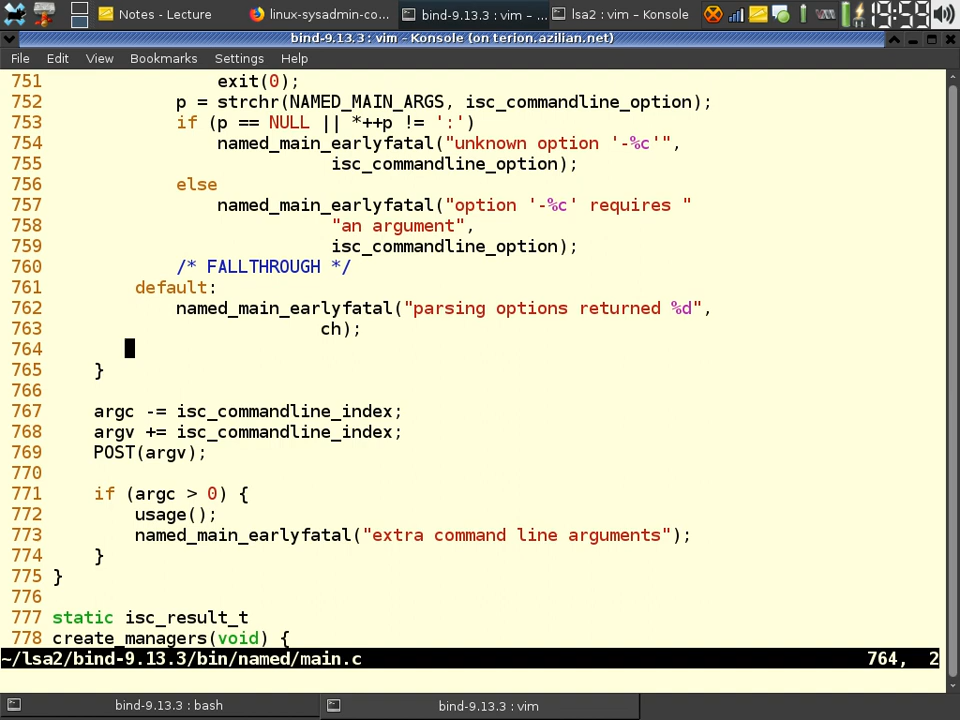 Notes - Lecture
linux-sysadmin-co...
bind-9.13.3 : vim – ...
lsa2 : vim – Konsole
19:55
bind-9.13.3 : vim – Konsole (on terion.azilian.net)
File Edit View Bookmarks Settings Help
751 exit(0);
752 p = strchr(NAMED_MAIN_ARGS, isc_commandline_option);
753 if (p == NULL || *++p != ':')
754 named_main_earlyfatal("unknown option '-%c'",
755 isc_commandline_option);
756 else
757 named_main_earlyfatal("option '-%c' requires "
758 "an argument",
759 isc_commandline_option);
760 /* FALLTHROUGH */
761 default:
762 named_main_earlyfatal("parsing options returned %d",
763 ch);
764
765 }
766
767 argc -= isc_commandline_index;
768 argv += isc_commandline_index;
769 POST(argv);
770
771 if (argc > 0) {
772 usage();
773 named_main_earlyfatal("extra command line arguments");
774 }
775 }
776
777 static isc_result_t
778 create_managers(void) {
~/lsa2/bind-9.13.3/bin/named/main.c 764, 2
bind-9.13.3 : bash
bind-9.13.3 : vim